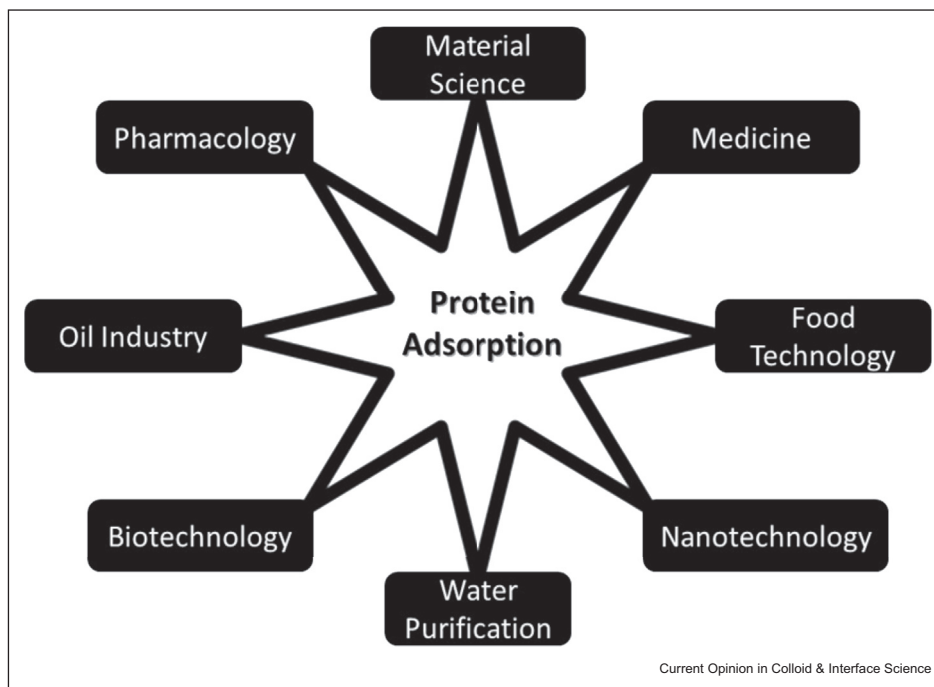 Material
Science
Pharmacology
Medicine
Protein
Adsorption
Oil Industry
Food
Technology
Biotechnology
Nanotechnology
Water
Purification
Current Opinion in Colloid & Interface Science